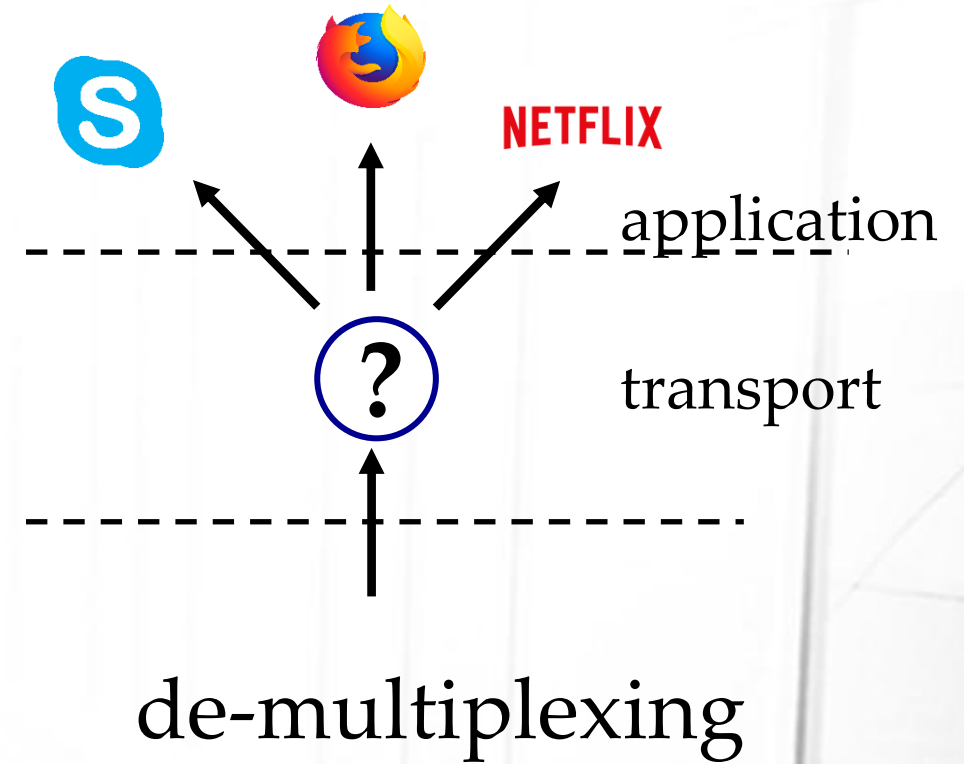 S
NETFLIX
application
?
transport
de-multiplexing